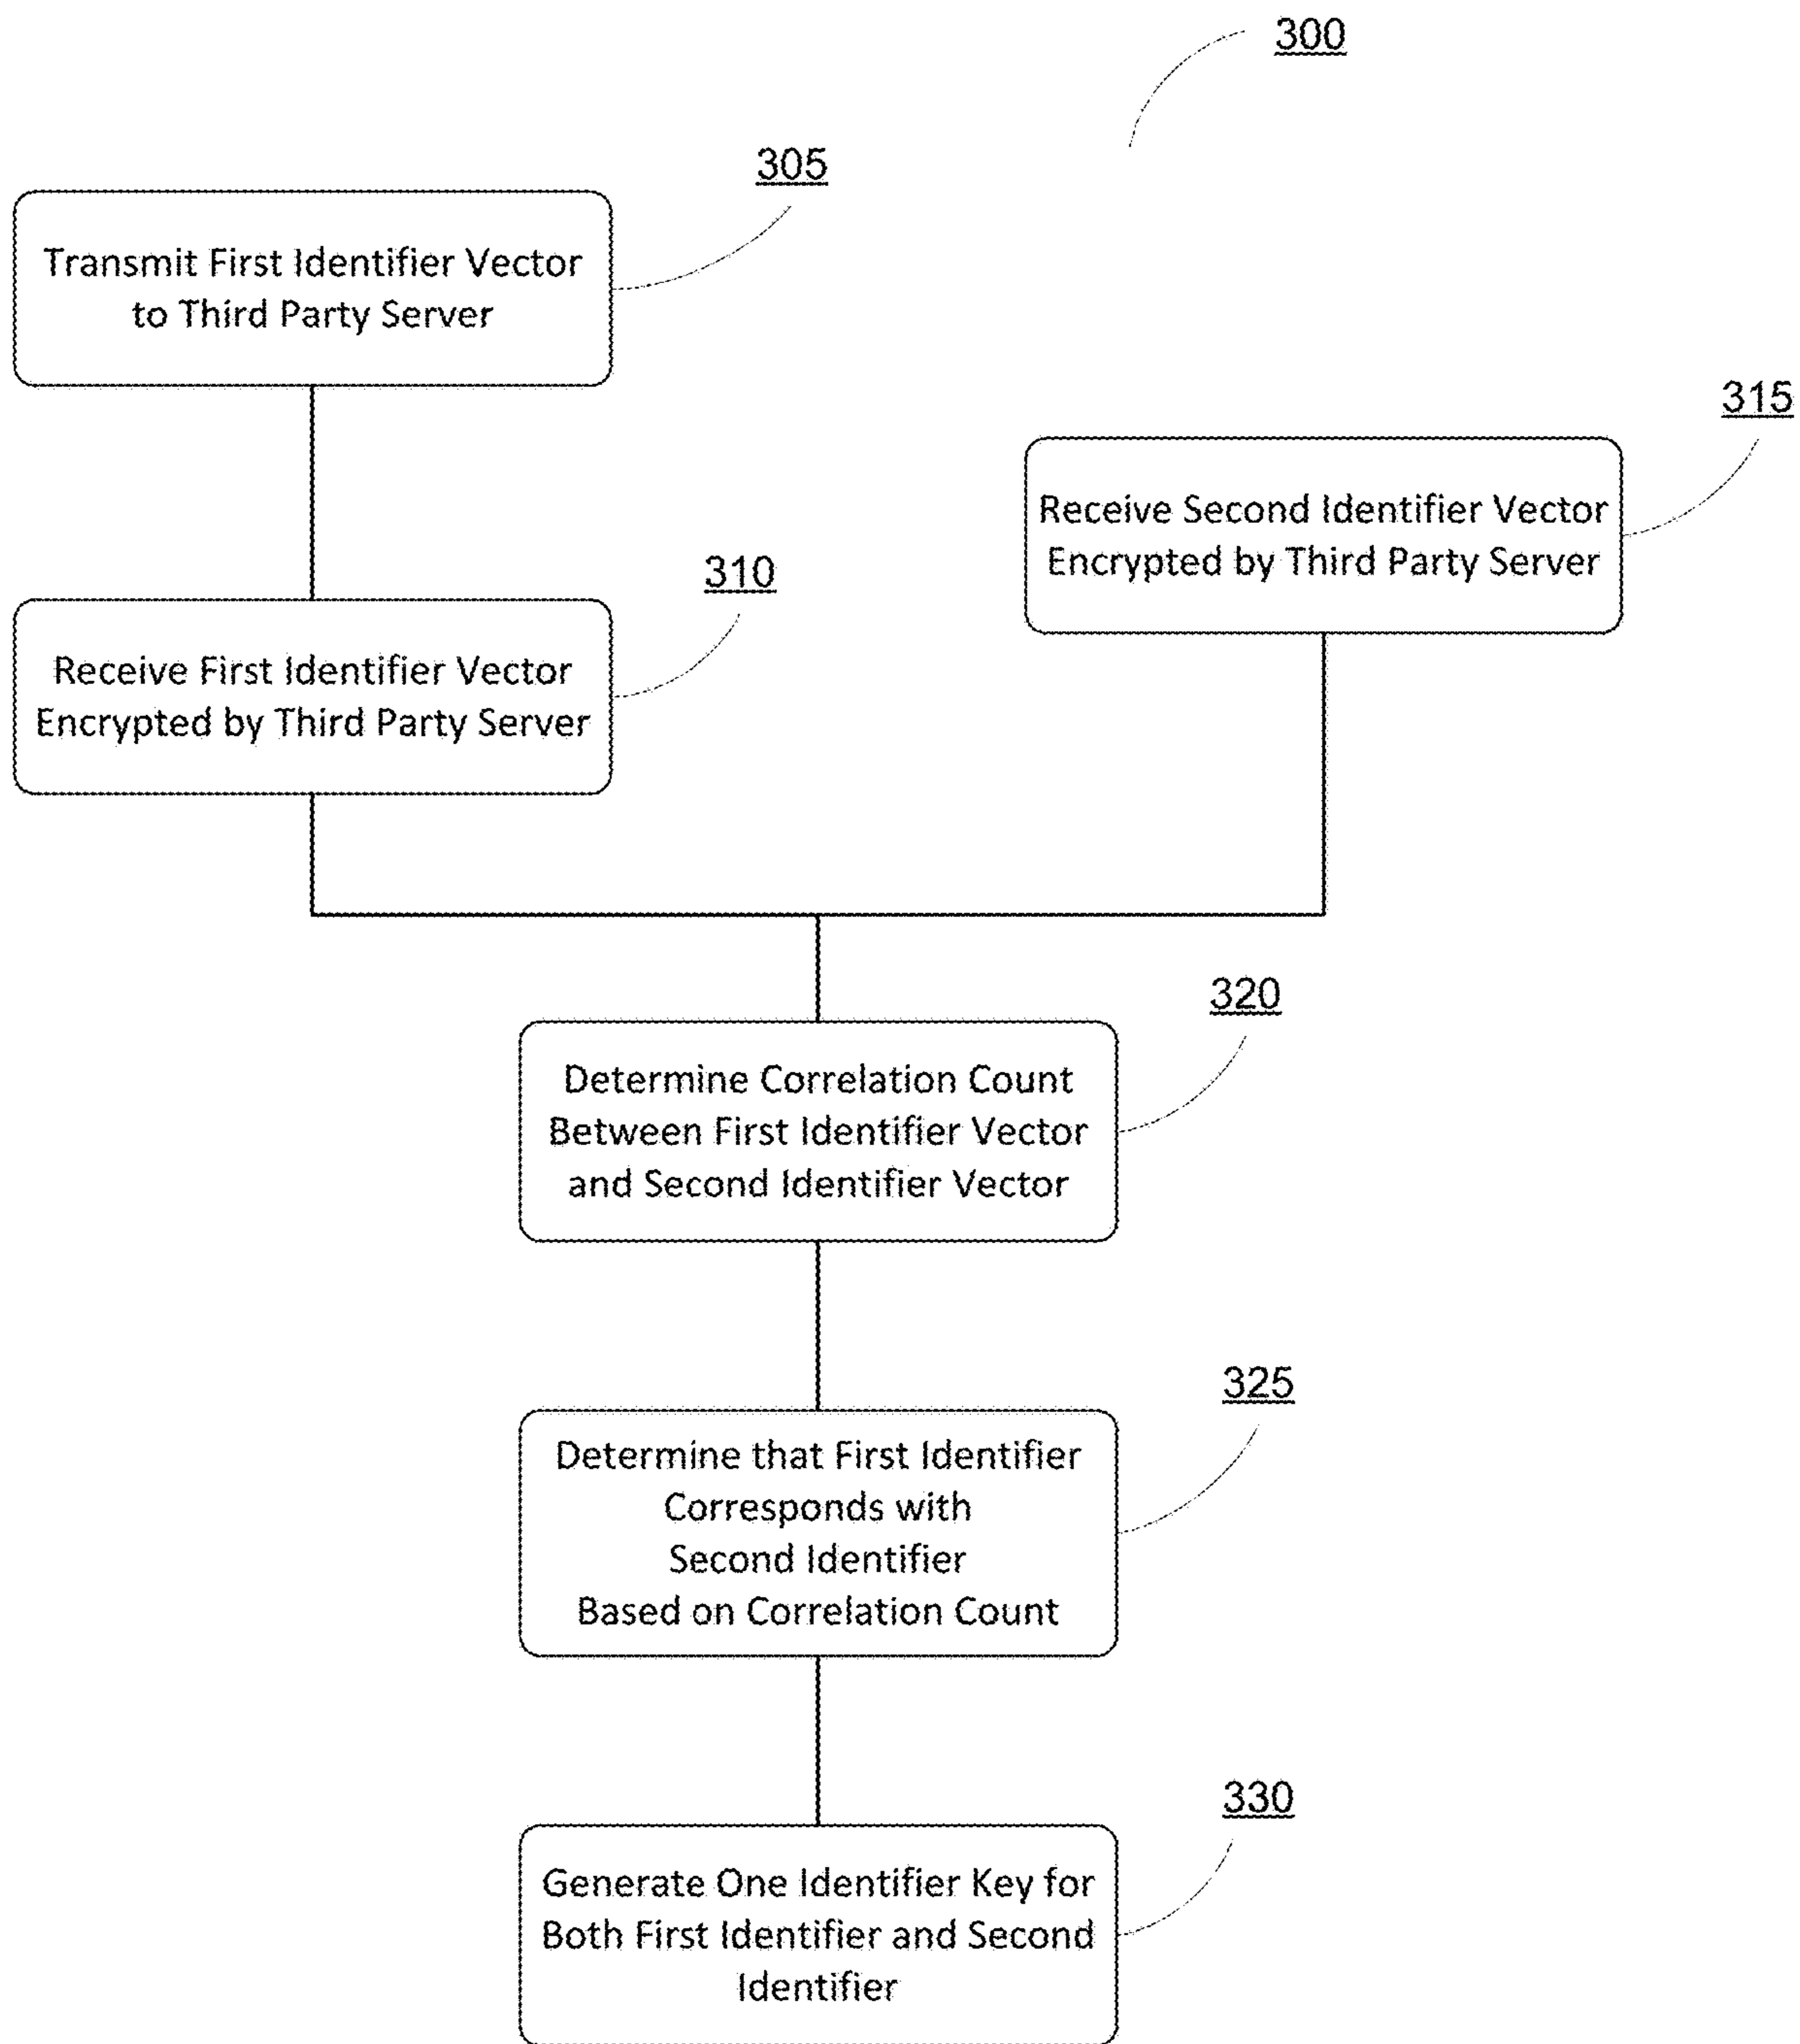 300
305
Transmit First Identifier Vector
to Third Party Server
315
Receive Second Identifier Vector
Encrypted by Third Party Server
310
Receive First Identifier Vector
Encrypted by Third Party Server
320
Determine Correlation Count
Between First Identifier Vector
and Second Identifier Vector
325
Determine that First Identifier
Corresponds with
Second Identifier
Based on Correlation Count
330
Generate One Identifier Key for
Both First Identifier and Second
Identifier